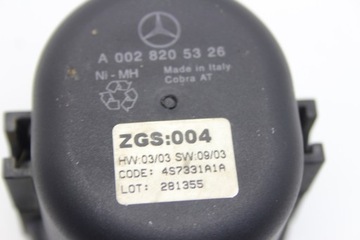 A 002 820 53 26
Ni-MH
Made in Italy
Cobra AT
ZGS:004
HW:03/03 SW:09/03
CODE: 4S7331A1A
LOT: 281355